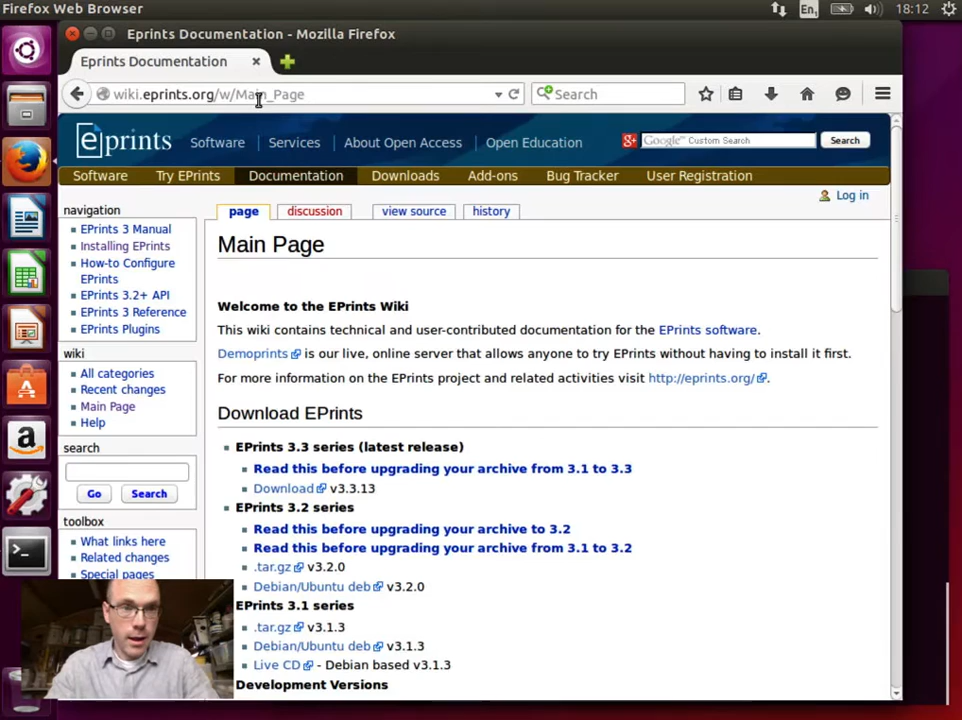 Firefox Web Browser
En1
18:12
Eprints Documentation - Mozilla Firefox
Eprints Documentation
wiki.eprints.org/w/Main_Page
Search
eprints
Software
Services
About Open Access
Open Education
Google™ Custom Search
Search
Software
Try EPrints
Documentation
Downloads
Add-ons
Bug Tracker
User Registration
Log in
navigation
EPrints 3 Manual
Installing EPrints
How-to Configure
EPrints
EPrints 3.2+ API
EPrints 3 Reference
EPrints Plugins
wiki
All categories
Recent changes
Main Page
Help
search
Go
Search
toolbox
What links here
Related changes
Special pages
page
discussion
view source
history
Main Page
Welcome to the EPrints Wiki
This wiki contains technical and user-contributed documentation for the EPrints software.
Demoprints is our live, online server that allows anyone to try EPrints without having to install it first.
For more information on the EPrints project and related activities visit http://eprints.org/.
Download EPrints
EPrints 3.3 series (latest release)
Read this before upgrading your archive from 3.1 to 3.3
Download v3.3.13
EPrints 3.2 series
Read this before upgrading your archive to 3.2
Read this before upgrading your archive from 3.1 to 3.2
.tar.gz v3.2.0
Debian/Ubuntu deb v3.2.0
EPrints 3.1 series
.tar.gz v3.1.3
Debian/Ubuntu deb v3.1.3
Live CD - Debian based v3.1.3
Development Versions